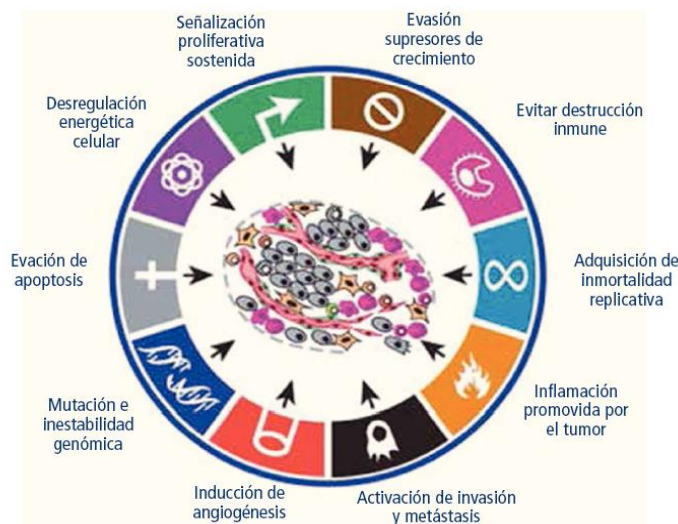 Señalización
proliferativa
sostenida
Evasión
supresores de
crecimiento
Desregulación
energética
celular
Evitar destrucción
inmune
Evación de
apoptosis
Adquisición de
inmortalidad
replicativa
Mutación e
inestabilidad
genómica
Inflamación
promovida por
el tumor
Inducción de
angiogénesis
Activación de invasión
y metástasis